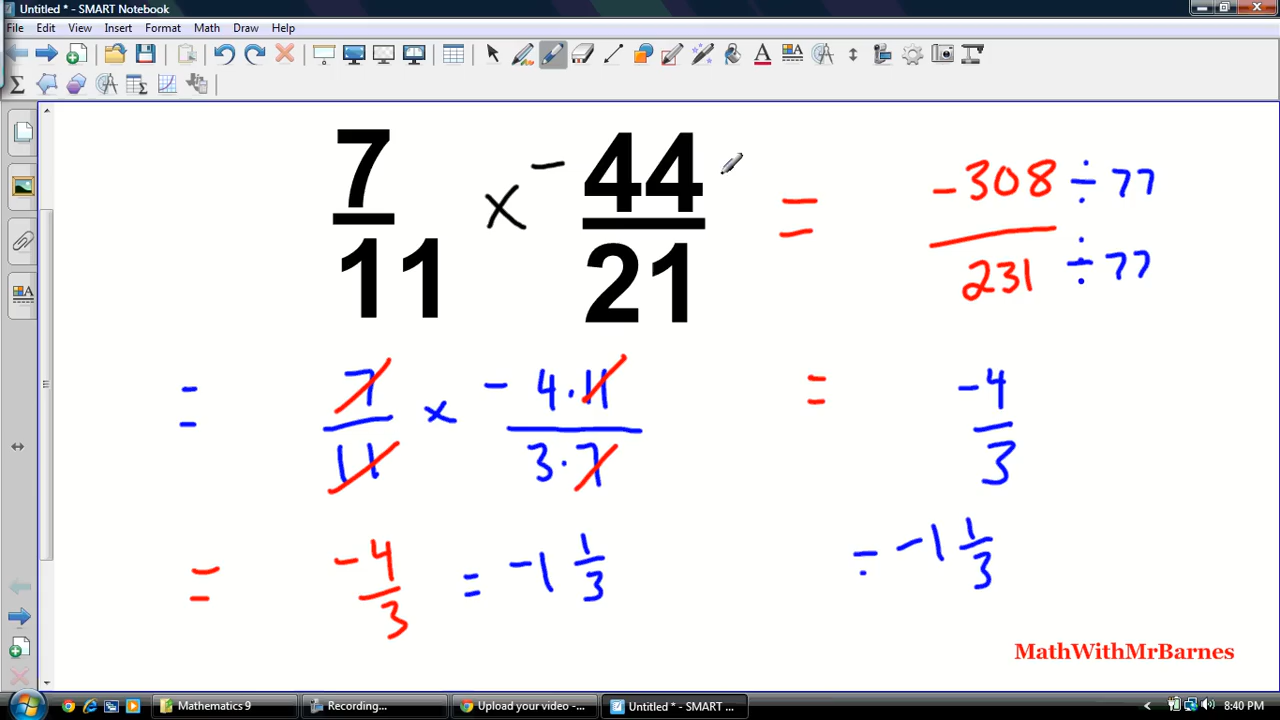 Untitled * - SMART Notebook
File Edit View Insert Format Math Draw Help
7/11 x -44/21 = -308/231 ÷77 ÷77
= 7/11 x -4·11/3·7 = -4/3
= -4/3 = -1 1/3 = -1 1/3
MathWithMrBarnes
Mathematics 9 Recording... Upload your video -... Untitled * - SMART ... 8:40 PM